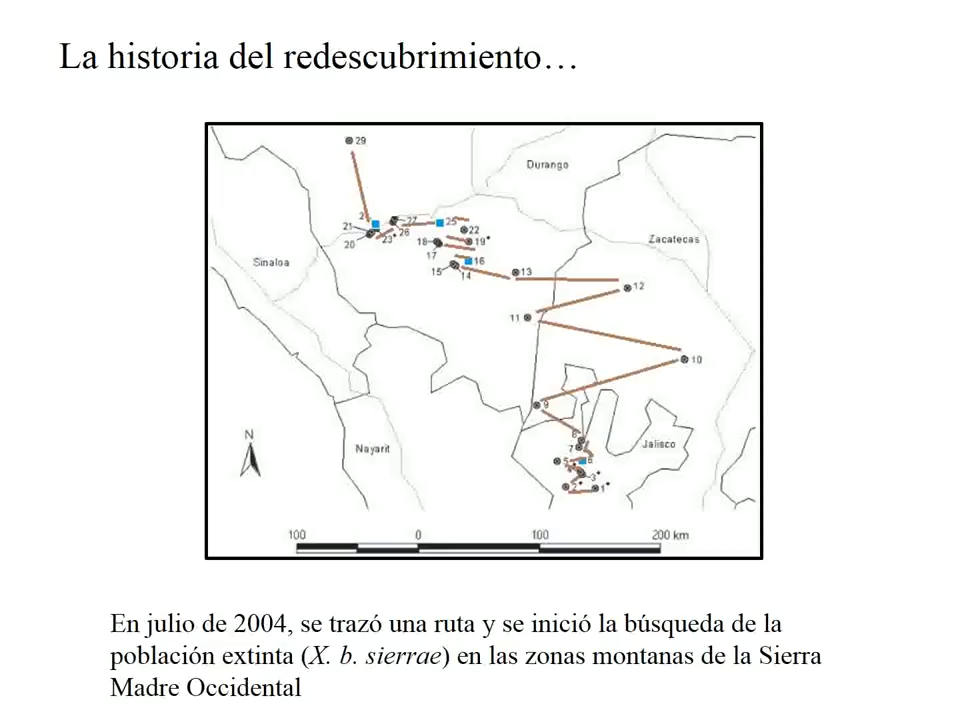 La historia del redescubrimiento…
29
Durango
21
27
25
22
20
23
26
18
19
17
16
Zacatecas
Sinaloa
15
14
13
12
11
10
9
8
7
Jalisco
N
Nayarit
5
6
3
2
1
100 0 100 200 km
En julio de 2004, se trazó una ruta y se inició la búsqueda de la
población extinta (X. b. sierrae) en las zonas montanas de la Sierra
Madre Occidental